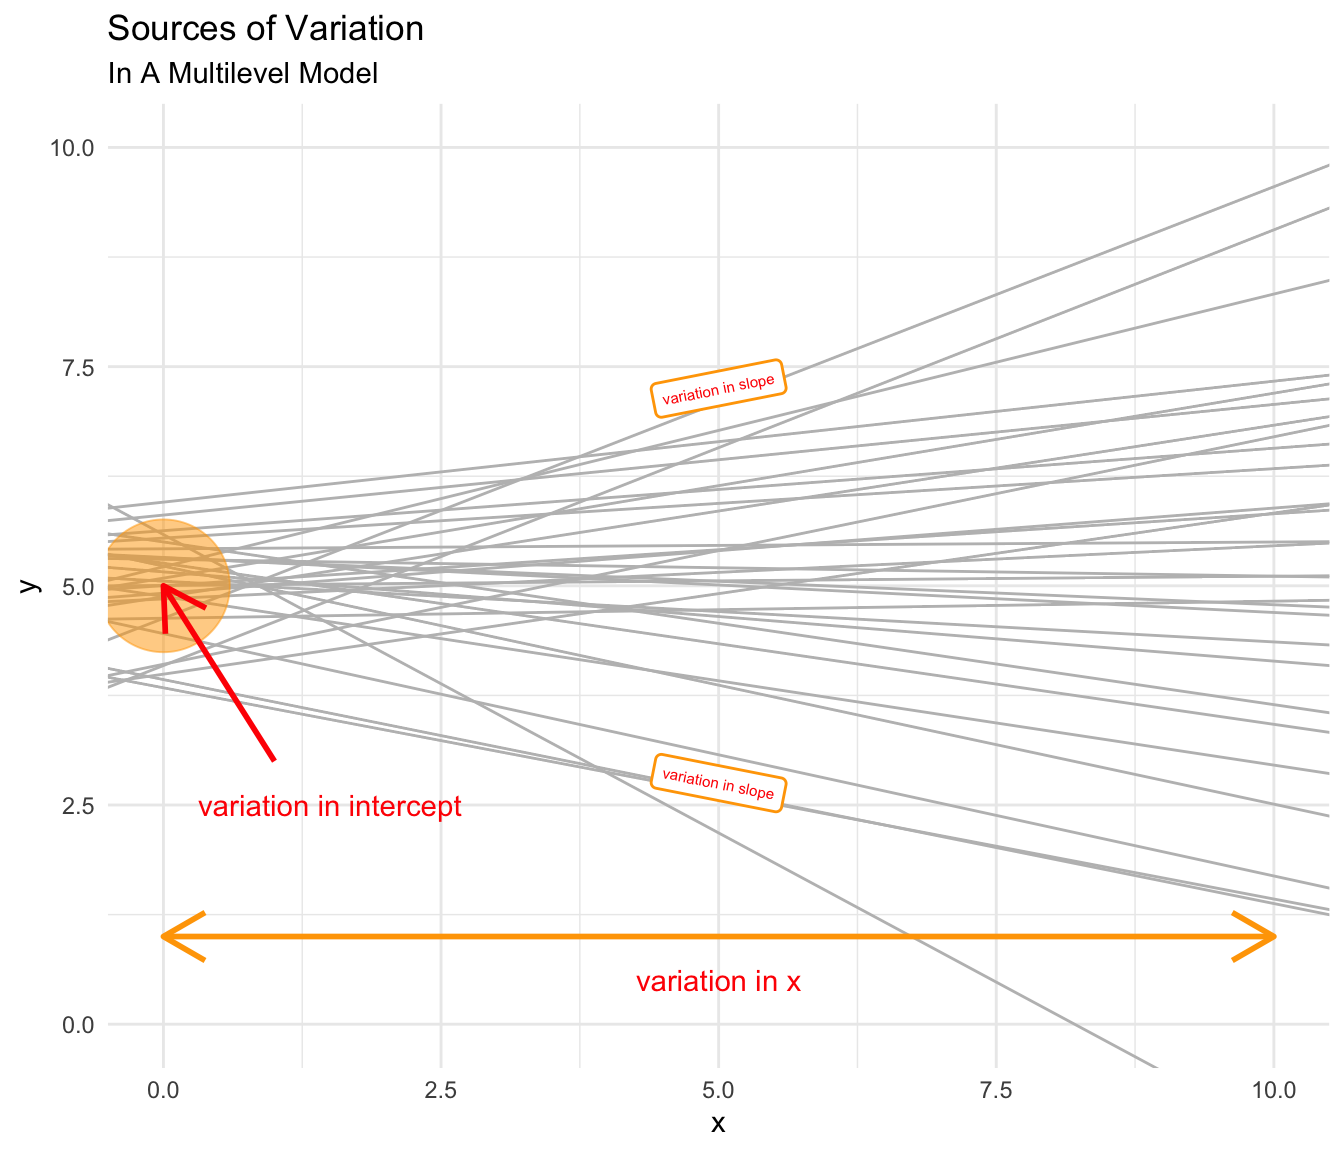 Sources of Variation
In A Multilevel Model
10.0
7.5
5.0
2.5
0.0
y
variation in slope
variation in slope
variation in intercept
variation in x
0.0 2.5 5.0 7.5 10.0
x